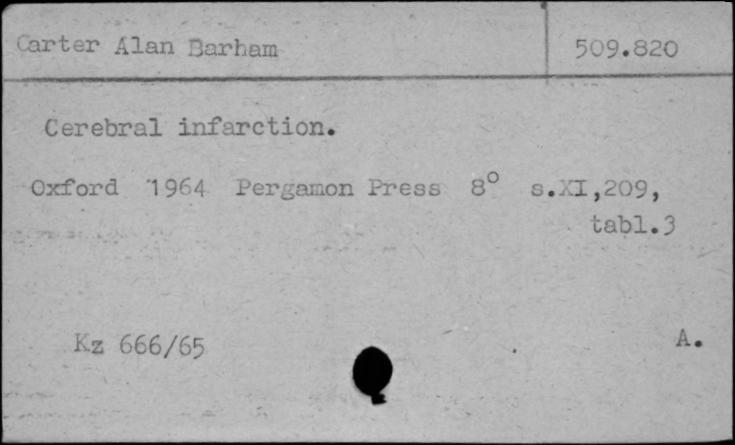 Carter Alan Barham 509.820
Cerebral infarction.
Oxford 1964 Pergamon Press 8° s.XI,209,
tabl.3
Kz 666/65 A.